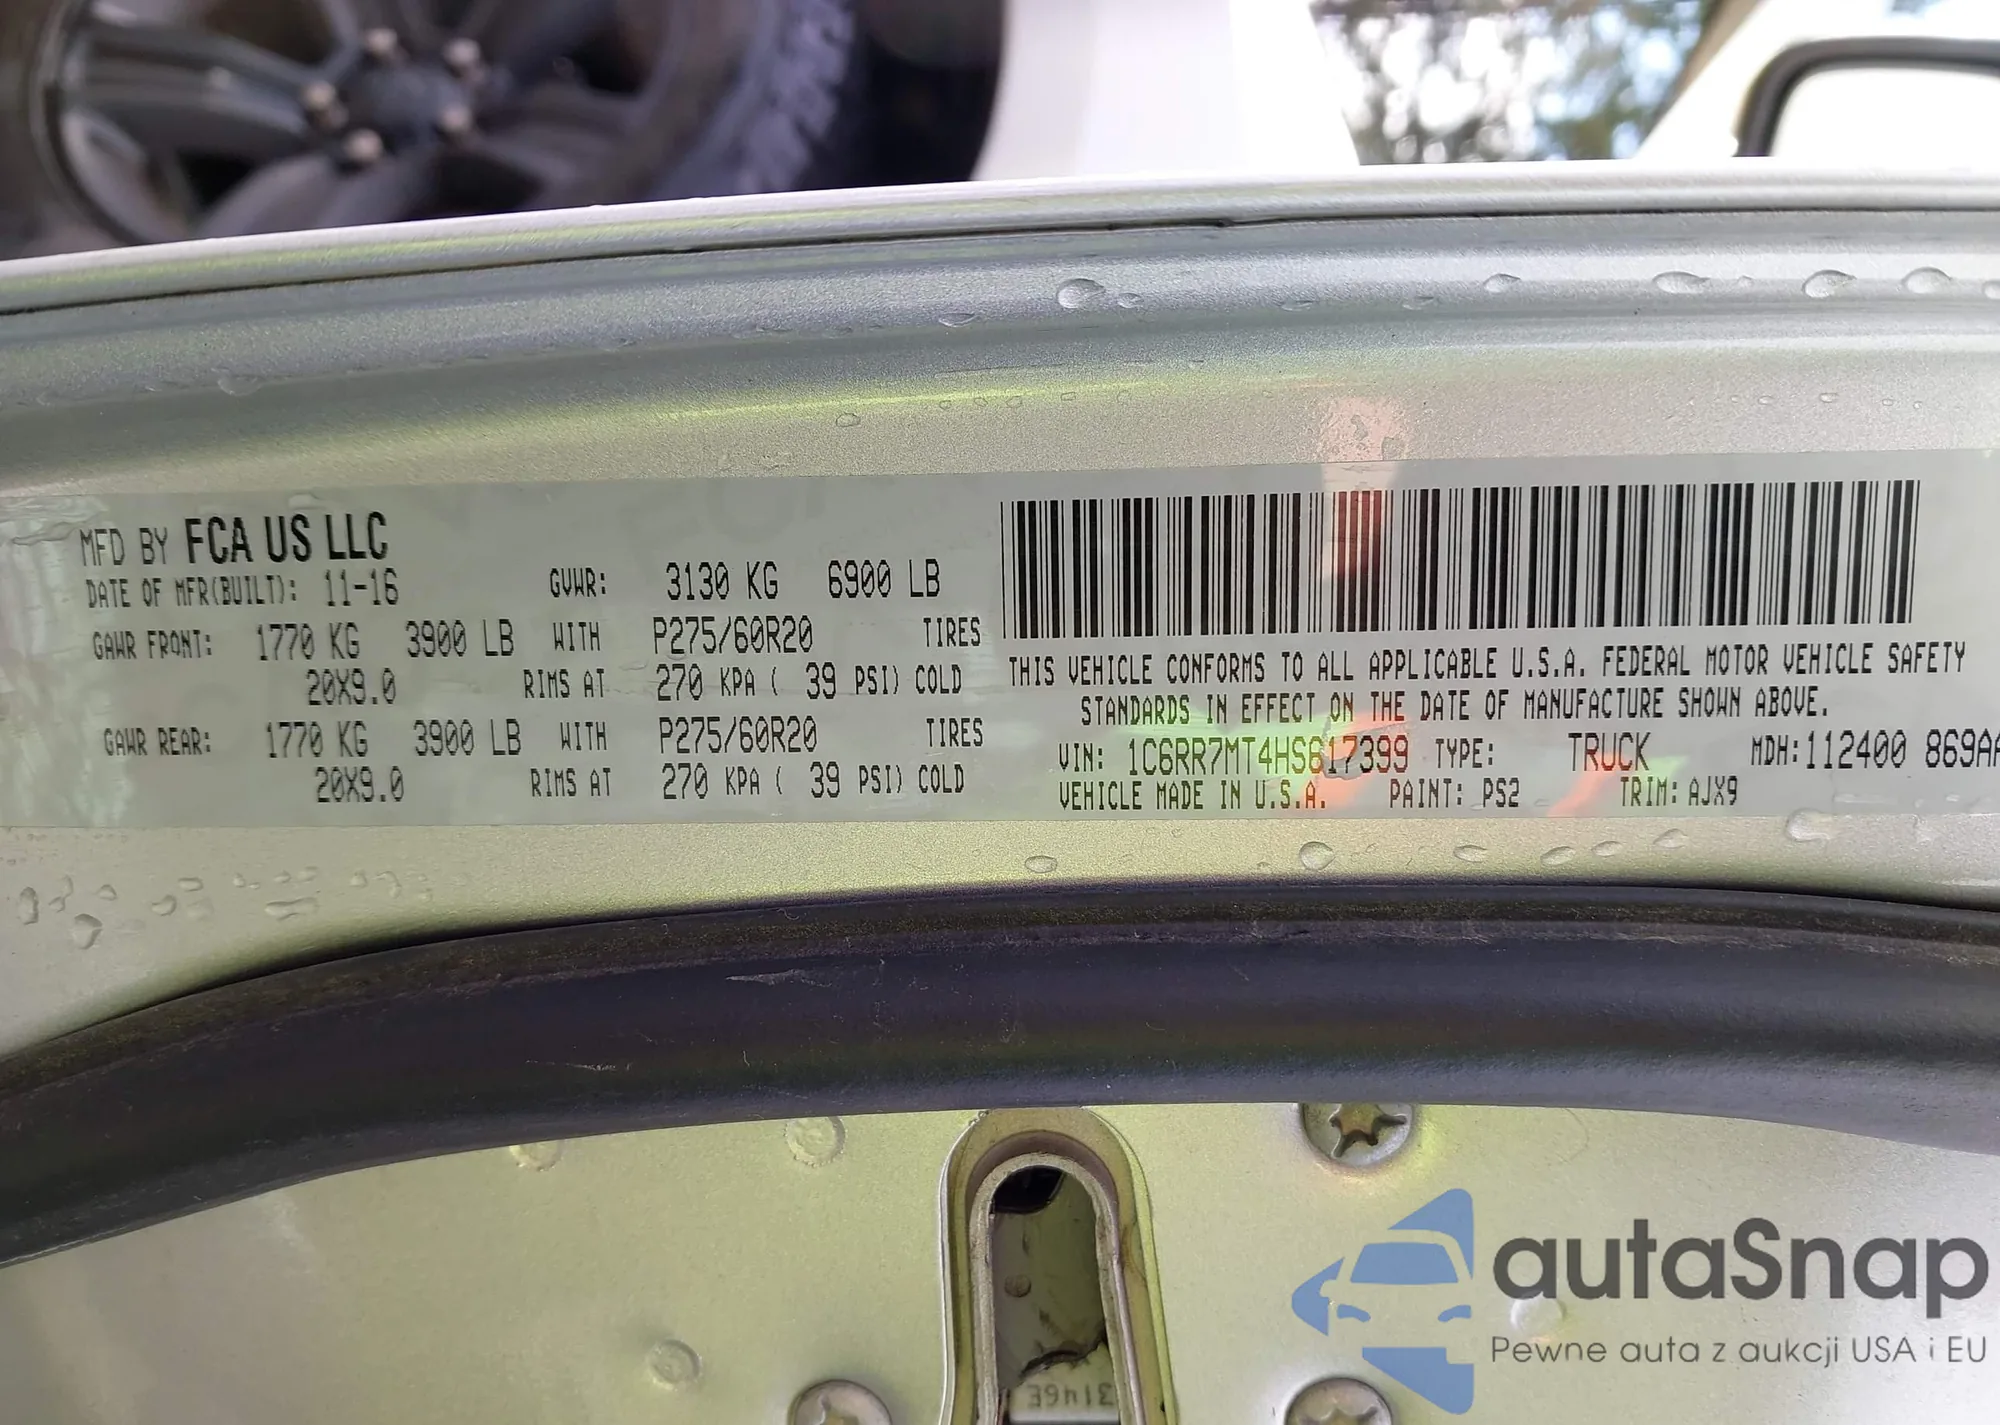 MFD BY FCA US LLC
DATE OF MFR(BUILT): 11-16 GVWR: 3130 KG 6900 LB
GAWR FRONT: 1770 KG 3900 LB WITH P275/60R20 TIRES
20X9.0 RIMS AT 270 KPA ( 39 PSI) COLD
GAWR REAR: 1770 KG 3900 LB WITH P275/60R20 TIRES
20X9.0 RIMS AT 270 KPA ( 39 PSI) COLD
THIS VEHICLE CONFORMS TO ALL APPLICABLE U.S.A. FEDERAL MOTOR VEHICLE SAFETY
STANDARDS IN EFFECT ON THE DATE OF MANUFACTURE SHOWN ABOVE.
VIN: 1C6RR7MT4HS617399 TYPE: TRUCK MDH:112400 869AA
VEHICLE MADE IN U.S.A. PAINT: PS2 TRIM: AJX9
3146E
autaSnap
Pewne auta z aukcji USA i EU